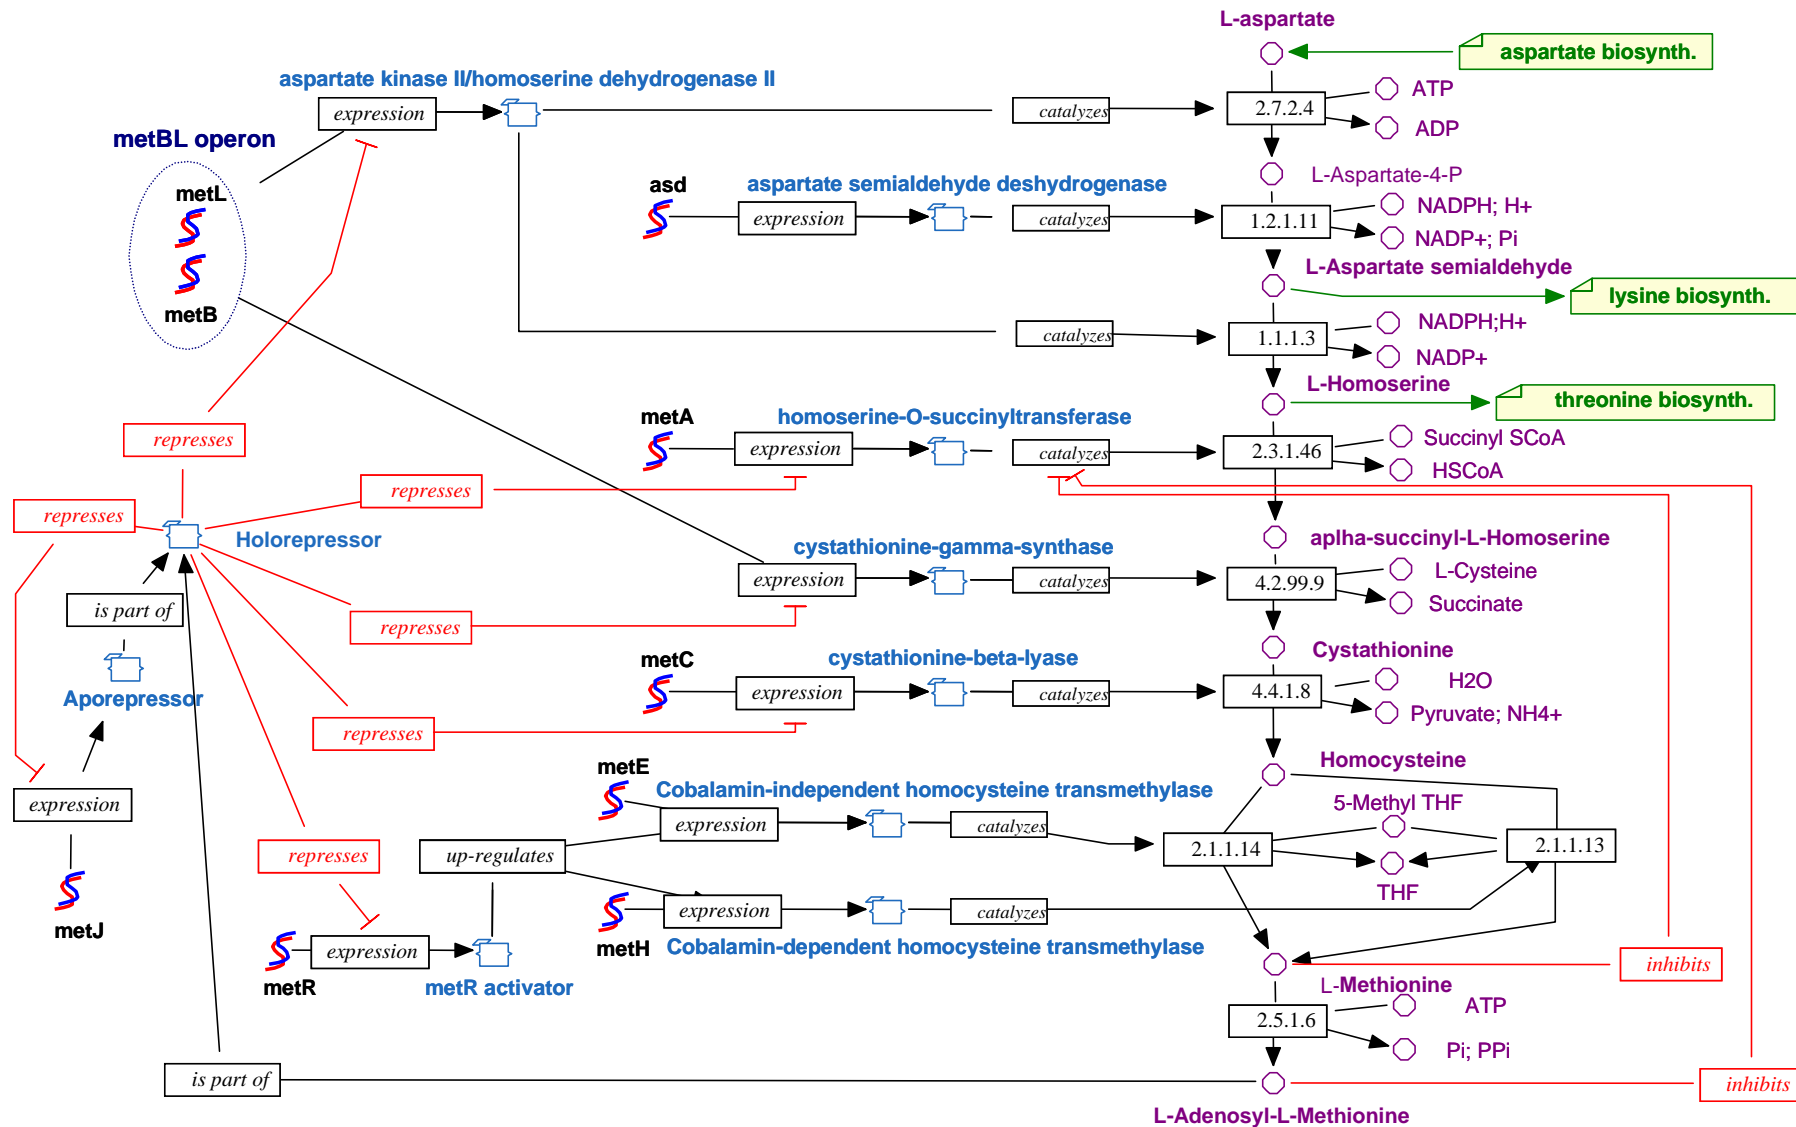 L-aspartate
aspartate biosynth.
aspartate kinase II/homoserine dehydrogenase II
expression
catalyzes
2.7.2.4
ATP
ADP
metBL operon
metL
metB
L-Aspartate-4-P
asd
aspartate semialdehyde deshydrogenase
expression
catalyzes
1.2.1.11
NADPH; H+
NADP+; Pi
L-Aspartate semialdehyde
lysine biosynth.
catalyzes
1.1.1.3
NADPH;H+
NADP+
L-Homoserine
threonine biosynth.
metA
homoserine-O-succinyltransferase
expression
catalyzes
2.3.1.46
Succinyl SCoA
HSCoA
represses
represses
represses
Holorepressor
aplha-succinyl-L-Homoserine
cystathionine-gamma-synthase
expression
catalyzes
4.2.99.9
L-Cysteine
Succinate
is part of
represses
Aporepressor
Cystathionine
metC
cystathionine-beta-lyase
expression
catalyzes
4.4.1.8
H2O
Pyruvate; NH4+
represses
Homocysteine
metE
Cobalamin-independent homocysteine transmethylase
5-Methyl THF
expression
expression
catalyzes
2.1.1.14
2.1.1.13
represses
up-regulates
THF
metJ
expression
catalyzes
metH
Cobalamin-dependent homocysteine transmethylase
expression
metR
metR activator
inhibits
L-Methionine
2.5.1.6
ATP
Pi; PPi
is part of
inhibits
L-Adenosyl-L-Methionine